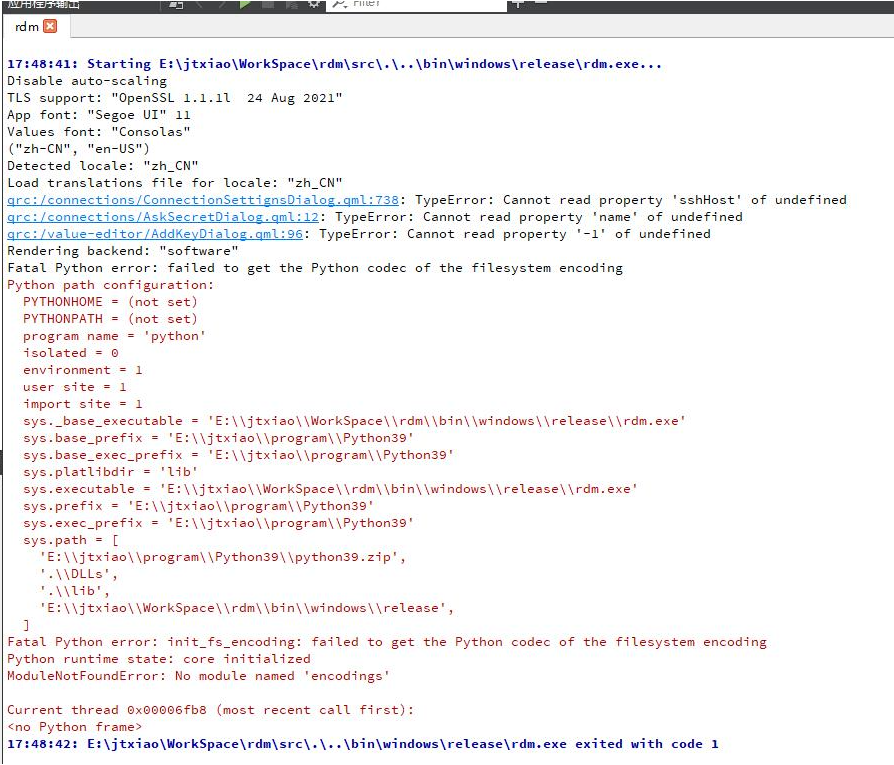 应用程序输出
Filter
rdm
17:48:41: Starting E:\jtxiao\WorkSpace\rdm\src\.\..\bin\windows\release\rdm.exe...
Disable auto-scaling
TLS support: "OpenSSL 1.1.1l  24 Aug 2021"
App font: "Segoe UI" 11
Values font: "Consolas"
("zh-CN", "en-US")
Detected locale: "zh_CN"
Load translations file for locale: "zh_CN"
qrc:/connections/ConnectionSettignsDialog.qml:738: TypeError: Cannot read property 'sshHost' of undefined
qrc:/connections/AskSecretDialog.qml:12: TypeError: Cannot read property 'name' of undefined
qrc:/value-editor/AddKeyDialog.qml:96: TypeError: Cannot read property '-1' of undefined
Rendering backend: "software"
Fatal Python error: failed to get the Python codec of the filesystem encoding
Python path configuration:
  PYTHONHOME = (not set)
  PYTHONPATH = (not set)
  program name = 'python'
  isolated = 0
  environment = 1
  user site = 1
  import site = 1
  sys._base_executable = 'E:\\jtxiao\\WorkSpace\\rdm\\bin\\windows\\release\\rdm.exe'
  sys.base_prefix = 'E:\\jtxiao\\program\\Python39'
  sys.base_exec_prefix = 'E:\\jtxiao\\program\\Python39'
  sys.platlibdir = 'lib'
  sys.executable = 'E:\\jtxiao\\WorkSpace\\rdm\\bin\\windows\\release\\rdm.exe'
  sys.prefix = 'E:\\jtxiao\\program\\Python39'
  sys.exec_prefix = 'E:\\jtxiao\\program\\Python39'
  sys.path = [
    'E:\\jtxiao\\program\\Python39\\python39.zip',
    '.\\DLLs',
    '.\\lib',
    'E:\\jtxiao\\WorkSpace\\rdm\\bin\\windows\\release',
  ]
Fatal Python error: init_fs_encoding: failed to get the Python codec of the filesystem encoding
Python runtime state: core initialized
ModuleNotFoundError: No module named 'encodings'
Current thread 0x00006fb8 (most recent call first):
<no Python frame>
17:48:42: E:\jtxiao\WorkSpace\rdm\src\.\..\bin\windows\release\rdm.exe exited with code 1